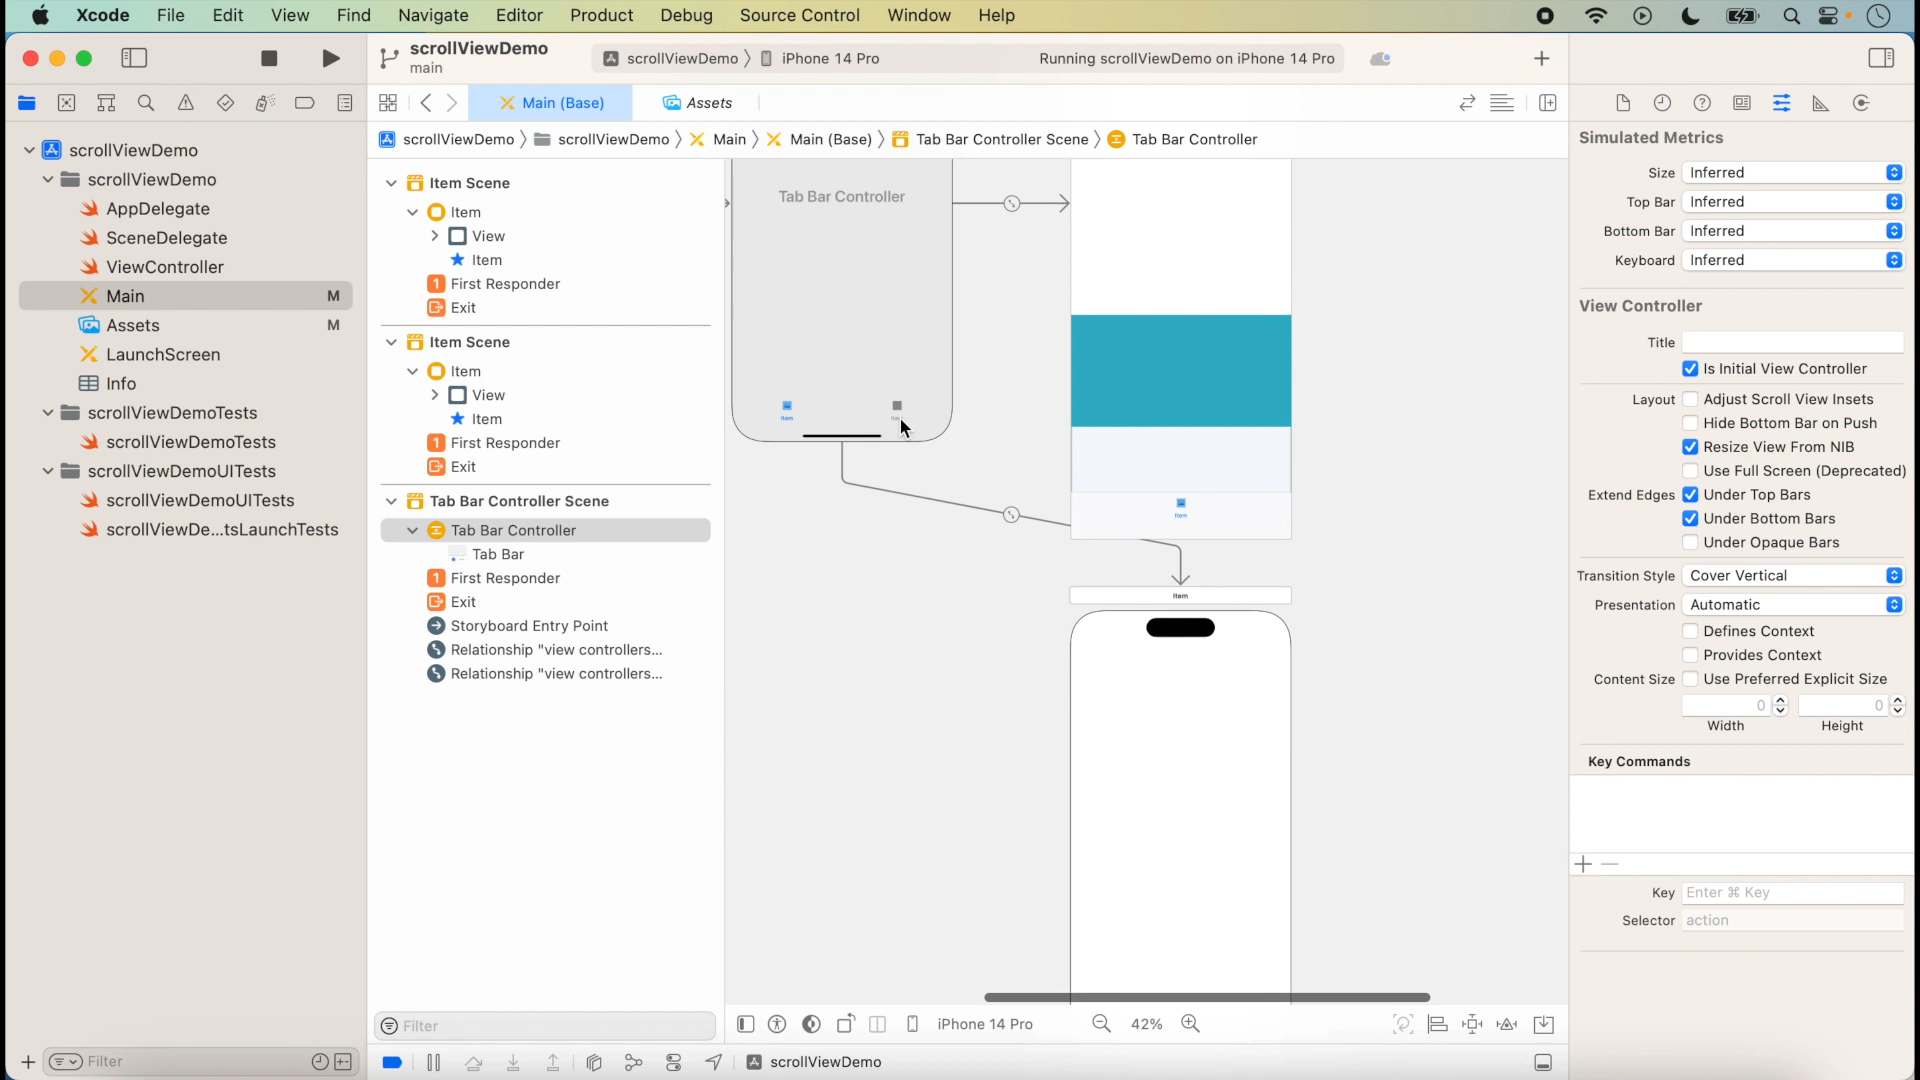 Xcode File Edit View Find Navigate Editor Product Debug Source Control Window Help
scrollViewDemo
main
scrollViewDemo iPhone 14 Pro Running scrollViewDemo on iPhone 14 Pro
Main (Base)
Assets
scrollViewDemo scrollViewDemo Main Main (Base) Tab Bar Controller Scene Tab Bar Controller
scrollViewDemo
scrollViewDemo
AppDelegate
SceneDelegate
ViewController
Main M
Assets M
LaunchScreen
Info
scrollViewDemoTests
scrollViewDemoTests
scrollViewDemoUITests
scrollViewDemoUITests
scrollViewDe...tsLaunchTests
Filter
Item Scene
Item
View
Item
1 First Responder
Exit
Item Scene
Item
View
Item
1 First Responder
Exit
Tab Bar Controller Scene
Tab Bar Controller
Tab Bar
1 First Responder
Exit
Storyboard Entry Point
Relationship "view controllers...
Relationship "view controllers...
Filter
Tab Bar Controller
Item
Item
Item
iPhone 14 Pro 42%
scrollViewDemo
Simulated Metrics
Size Inferred
Top Bar Inferred
Bottom Bar Inferred
Keyboard Inferred
View Controller
Title
Is Initial View Controller
Layout Adjust Scroll View Insets
Hide Bottom Bar on Push
Resize View From NIB
Use Full Screen (Deprecated)
Extend Edges Under Top Bars
Under Bottom Bars
Under Opaque Bars
Transition Style Cover Vertical
Presentation Automatic
Defines Context
Provides Context
Content Size Use Preferred Explicit Size
0 0
Width Height
Key Commands
Key Enter ⌘ Key
Selector action